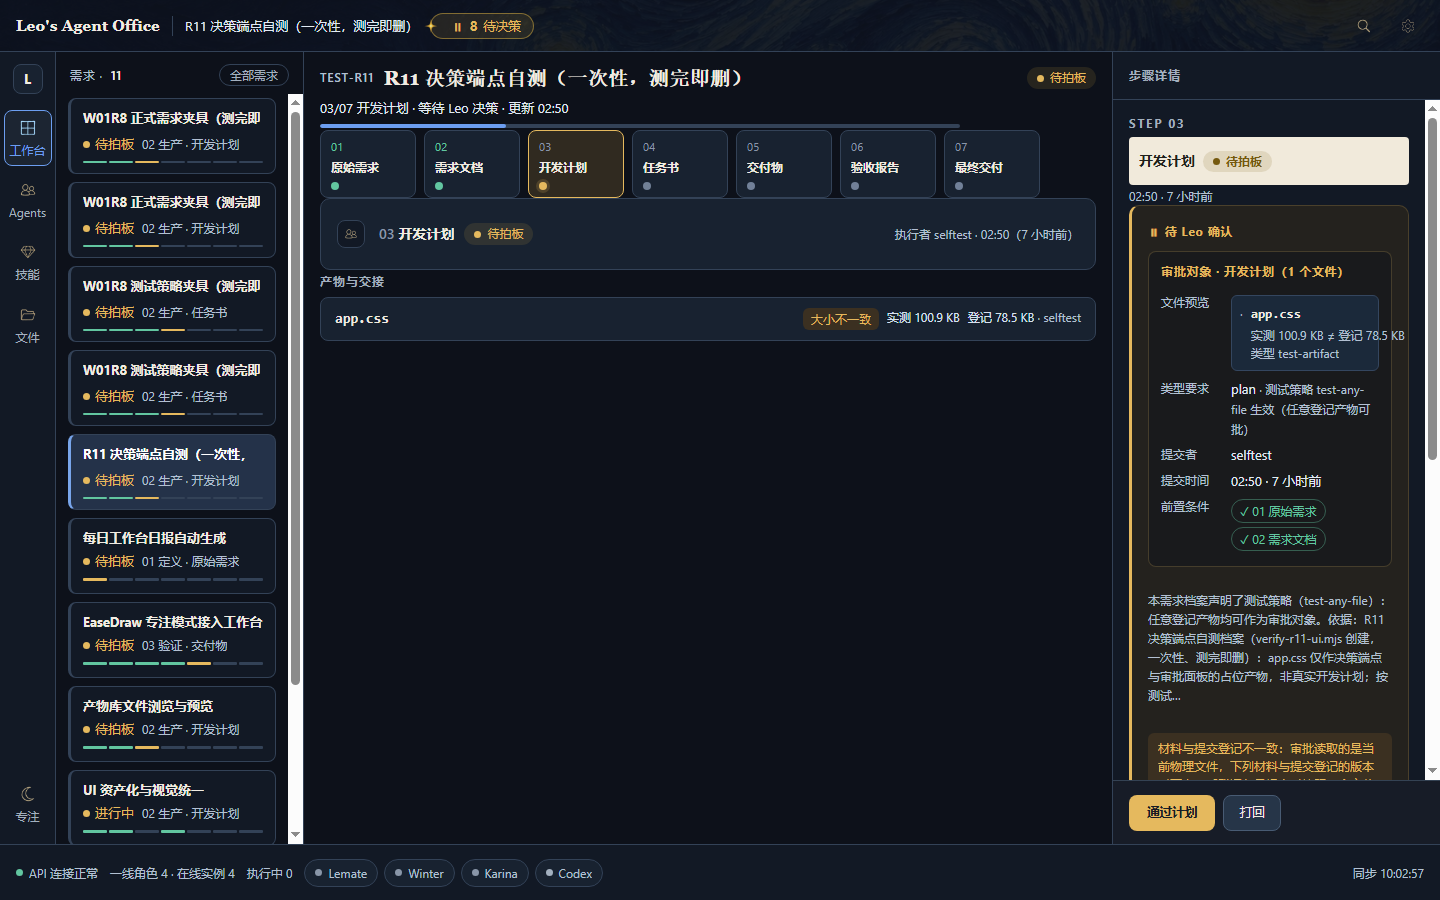 Leo's Agent Office
R11 决策端点自测（一次性，测完即删）
8 待决策
L
工作台
Agents
技能
文件
专注
需求 · 11
全部需求
W01R8 正式需求夹具（测完即
待拍板 02 生产 · 开发计划
W01R8 正式需求夹具（测完即
待拍板 02 生产 · 开发计划
W01R8 测试策略夹具（测完即
待拍板 02 生产 · 任务书
W01R8 测试策略夹具（测完即
待拍板 02 生产 · 任务书
R11 决策端点自测（一次性，
待拍板 02 生产 · 开发计划
每日工作台日报自动生成
待拍板 01 定义 · 原始需求
EaseDraw 专注模式接入工作台
待拍板 03 验证 · 交付物
产物库文件浏览与预览
待拍板 02 生产 · 开发计划
UI 资产化与视觉统一
进行中 02 生产 · 开发计划
TEST-R11 R11 决策端点自测（一次性，测完即删）
待拍板
03/07 开发计划 · 等待 Leo 决策 · 更新 02:50
01 原始需求
02 需求文档
03 开发计划
04 任务书
05 交付物
06 验收报告
07 最终交付
03 开发计划 待拍板
执行者 selftest · 02:50（7 小时前）
产物与交接
app.css
大小不一致 实测 100.9 KB 登记 78.5 KB · selftest
步骤详情
STEP 03
开发计划 待拍板
02:50 · 7 小时前
待 Leo 确认
审批对象 · 开发计划（1 个文件）
文件预览
· app.css
实测 100.9 KB ≠ 登记 78.5 KB
类型 test-artifact
类型要求
plan · 测试策略 test-any-
file 生效（任意登记产物可
批）
提交者 selftest
提交时间 02:50 · 7 小时前
前置条件
✓ 01 原始需求
✓ 02 需求文档
本需求档案声明了测试策略（test-any-file）：
任意登记产物均可作为审批对象。依据：R11
决策端点自测档案（verify-r11-ui.mjs 创建，
一次性、测完即删）：app.css 仅作决策端点
与审批面板的占位产物，非真实开发计划；按
测试…
材料与提交登记不一致：审批读取的是当
前物理文件，下列材料与提交登记的版本
通过计划
打回
API 连接正常 一线角色 4 · 在线实例 4 执行中 0
Lemate
Winter
Karina
Codex
同步 10:02:57